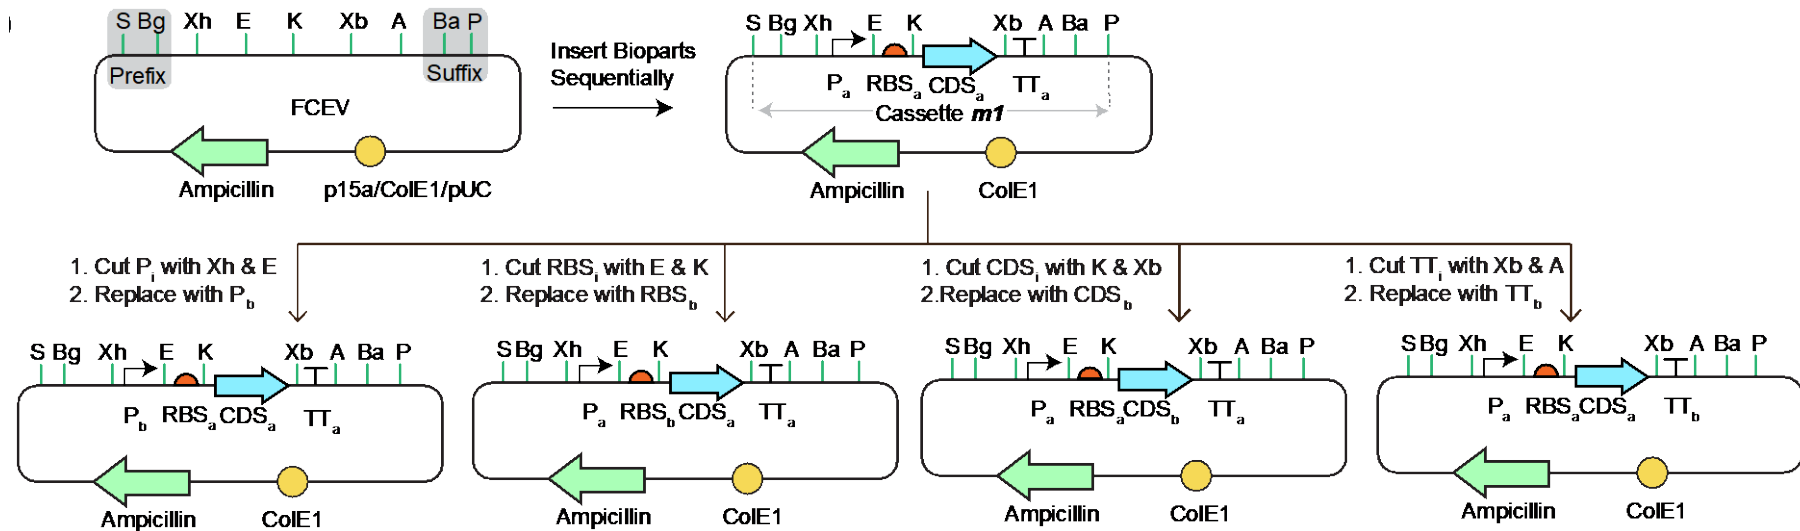 )
S Bg Xh E K Xb A Ba P
Prefix
Suffix
FCEV
Ampicillin
p15a/ColE1/pUC
Insert Bioparts
Sequentially
S Bg Xh E K Xb A Ba P
Pa RBSa CDSa TTa
Cassette m1
Ampicillin
ColE1
1. Cut Pi with Xh & E
2. Replace with Pb
1. Cut RBSi with E & K
2. Replace with RBSb
1. Cut CDSi with K & Xb
2.Replace with CDSb
1. Cut TTi with Xb & A
2. Replace with TTb
S Bg Xh E K Xb A Ba P
Pb RBSa CDSa TTa
Ampicillin
ColE1
S Bg Xh E K Xb A Ba P
Pa RBSb CDSa TTa
Ampicillin
ColE1
S Bg Xh E K Xb A Ba P
Pa RBSa CDSb TTa
Ampicillin
ColE1
S Bg Xh E K Xb A Ba P
Pa RBSa CDSa TTb
Ampicillin
ColE1